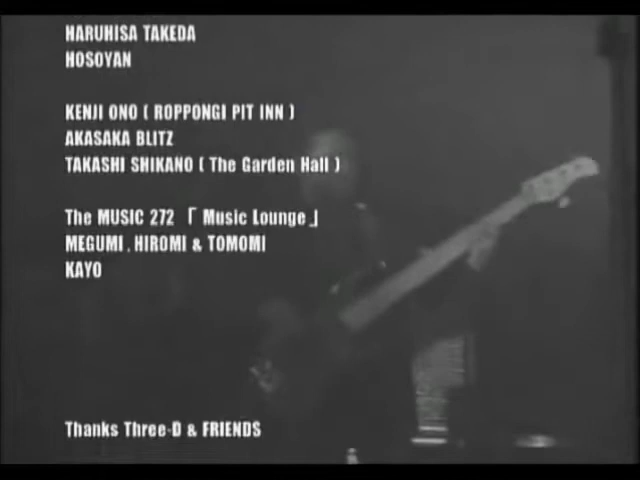 HARUHISA TAKEDA
HOSOYAN
KENJI ONO ( ROPPONGI PIT INN )
AKASAKA BLITZ
TAKASHI SHIKANO ( The Garden Hall )
The MUSIC 272 「 Music Lounge」
MEGUMI . HIROMI & TOMOMI
KAYO
Thanks Three-D & FRIENDS